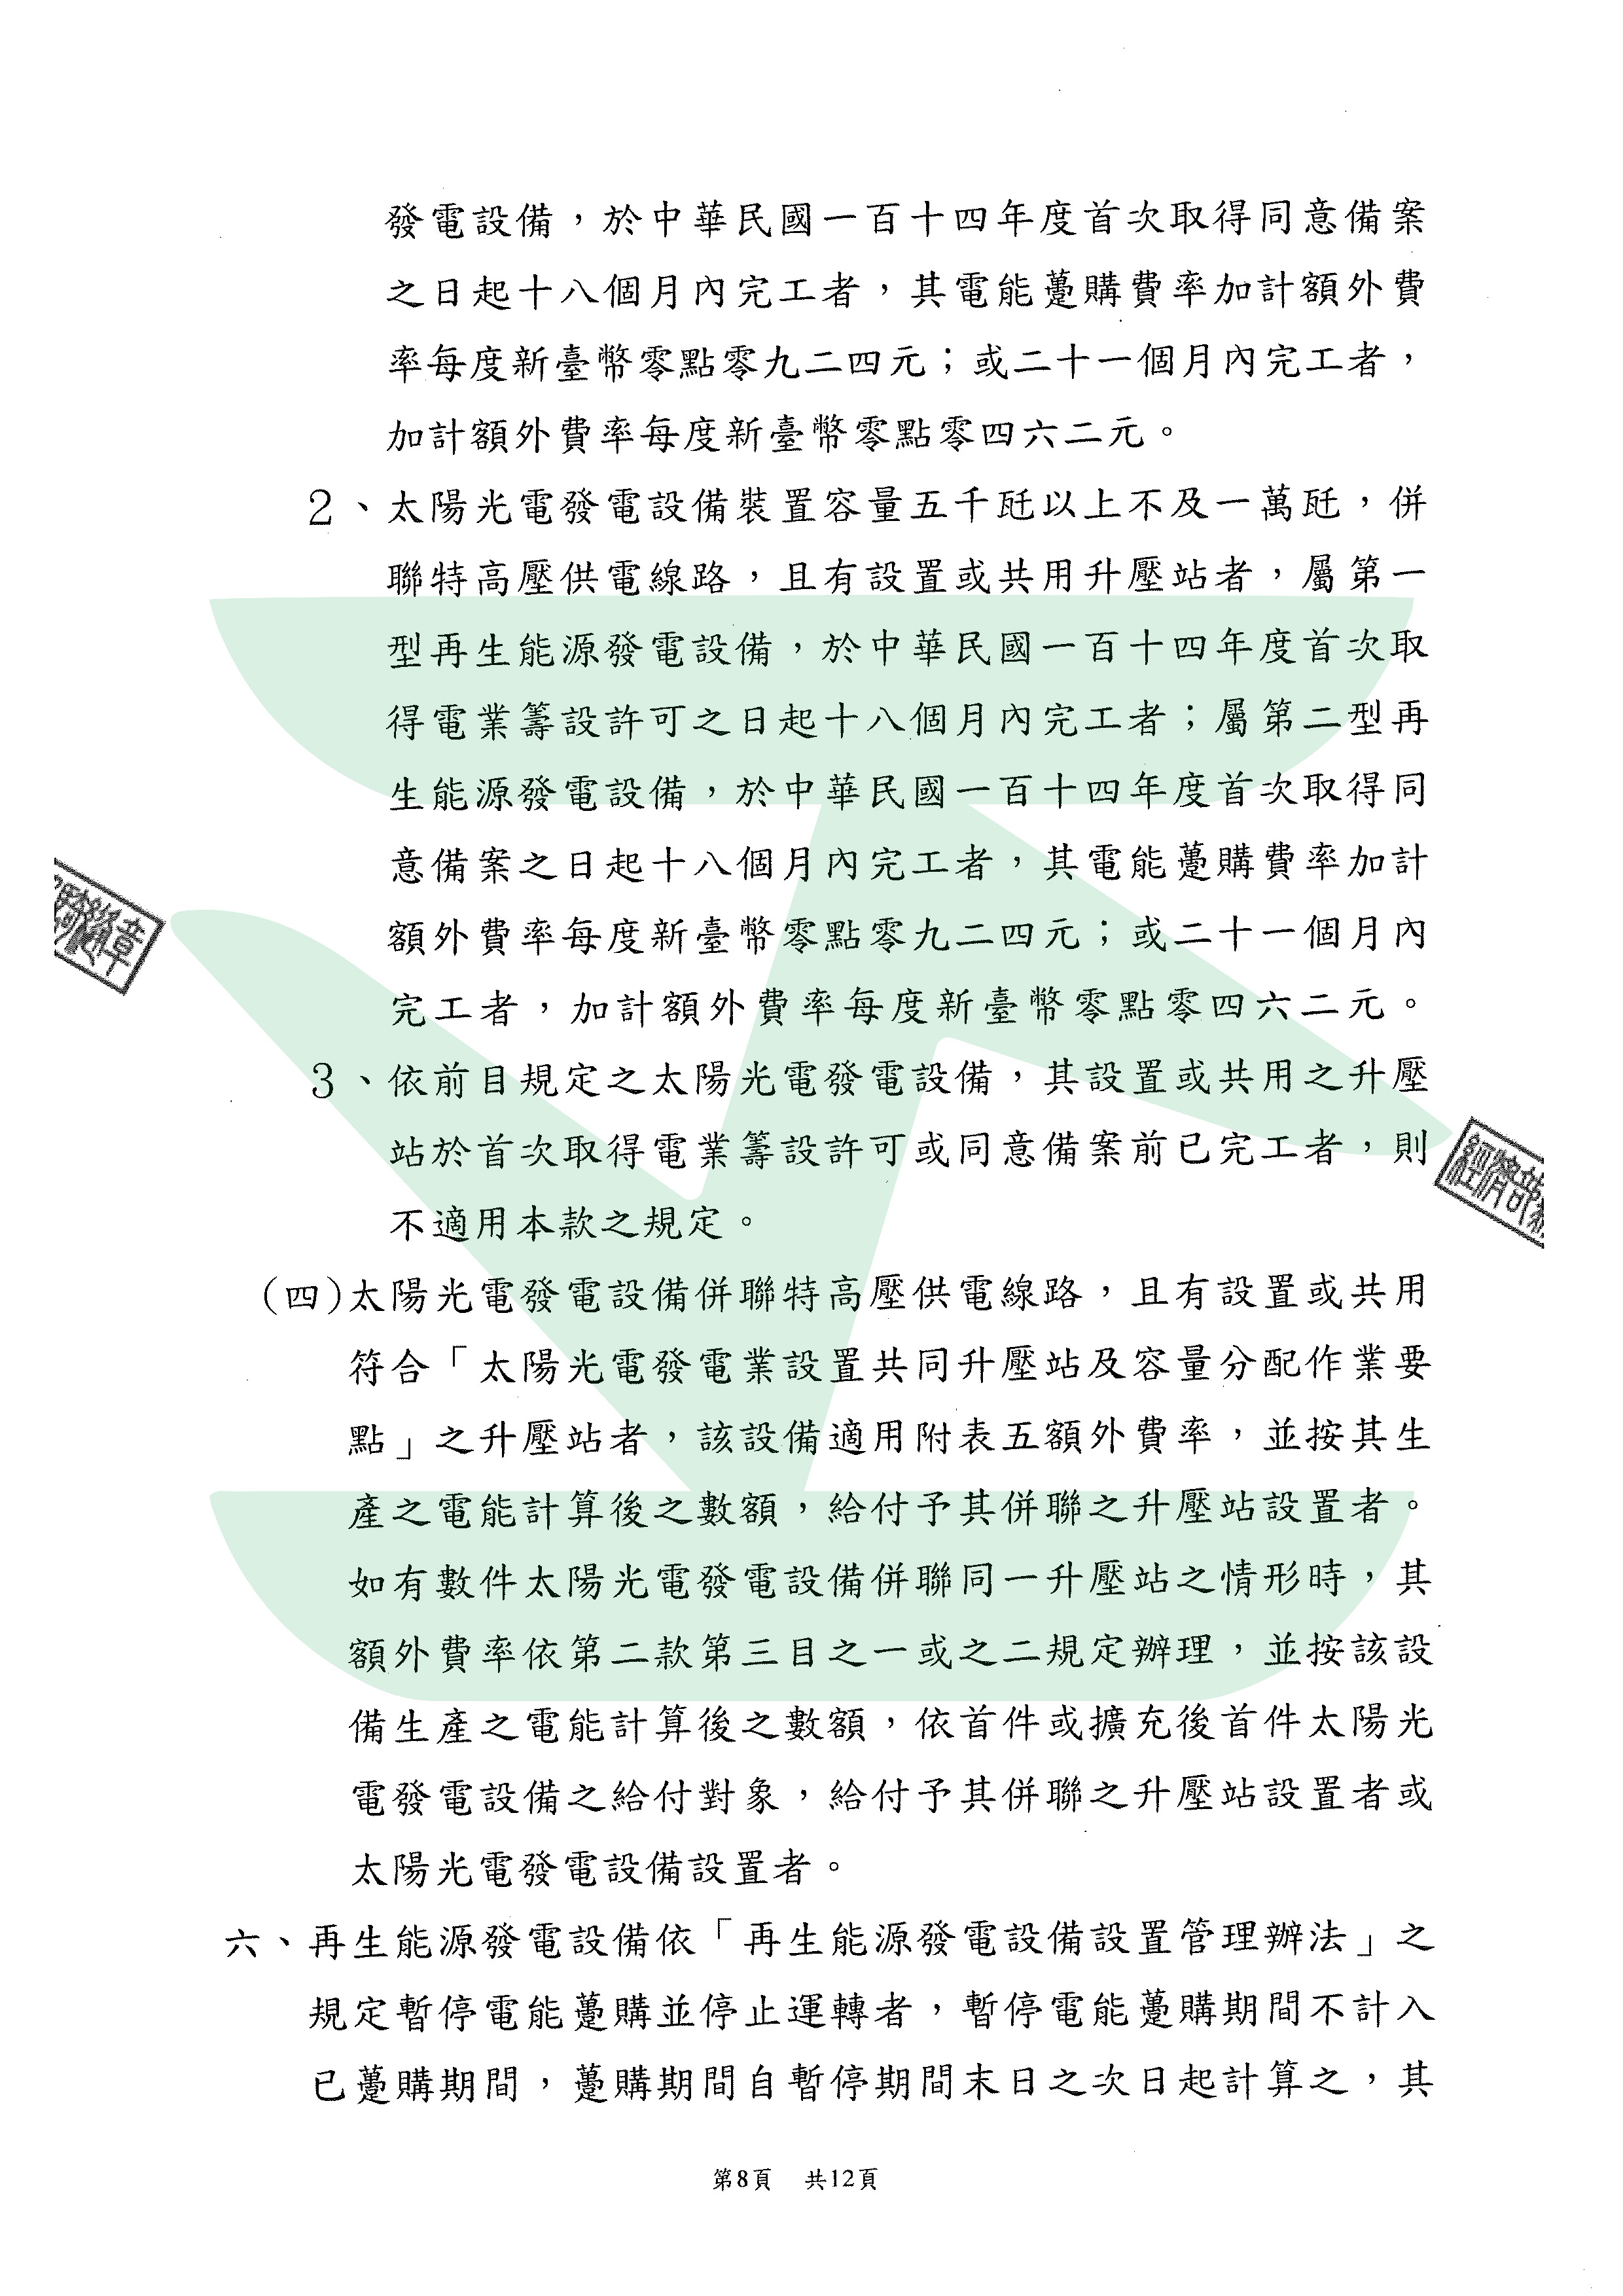 發電設備，於中華民國一百十四年度首次取得同意備案
之日起十八個月內完工者，其電能躉購費率加計額外費
率每度新臺幣零點零九二四元；或二十一個月內完工者，
加計額外費率每度新臺幣零點零四六二元。
2、太陽光電發電設備裝置容量五千瓩以上不及一萬瓩，併
聯特高壓供電線路，且有設置或共用升壓站者，屬第一
型再生能源發電設備，於中華民國一百十四年度首次取
得電業籌設許可之日起十八個月內完工者；屬第二型再
生能源發電設備，於中華民國一百十四年度首次取得同
意備案之日起十八個月內完工者，其電能躉購費率加計
額外費率每度新臺幣零點零九二四元；或二十一個月內
完工者，加計額外費率每度新臺幣零點零四六二元。
3、依前目規定之太陽光電發電設備，其設置或共用之升壓
站於首次取得電業籌設許可或同意備案前已完工者，則
不適用本款之規定。
(四)太陽光電發電設備併聯特高壓供電線路，且有設置或共用
符合「太陽光電發電業設置共同升壓站及容量分配作業要
點」之升壓站者，該設備適用附表五額外費率，並按其生
產之電能計算後之數額，給付予其併聯之升壓站設置者。
如有數件太陽光電發電設備併聯同一升壓站之情形時，其
額外費率依第二款第三目之一或之二規定辦理，並按該設
備生產之電能計算後之數額，依首件或擴充後首件太陽光
電發電設備之給付對象，給付予其併聯之升壓站設置者或
太陽光電發電設備設置者。
六、再生能源發電設備依「再生能源發電設備設置管理辦法」之
規定暫停電能躉購並停止運轉者，暫停電能躉購期間不計入
已躉購期間，躉購期間自暫停期間末日之次日起計算之，其
第8頁 共12頁
騎縫章
經濟部